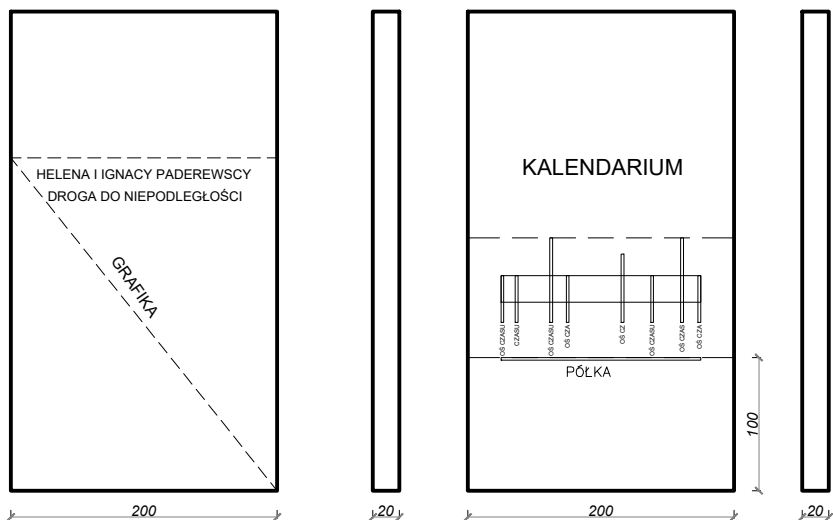 HELENA I IGNACY PADEREWSCY
DROGA DO NIEPODLEGŁOŚCI
GRAFIKA
200
20
KALENDARIUM
OŚ CZASU
CZASU
OŚ CZASU
OŚ CZA
OŚ CZ
OŚ CZASU
OŚ CZAS
OŚ CZA
PÓŁKA
100
200
20